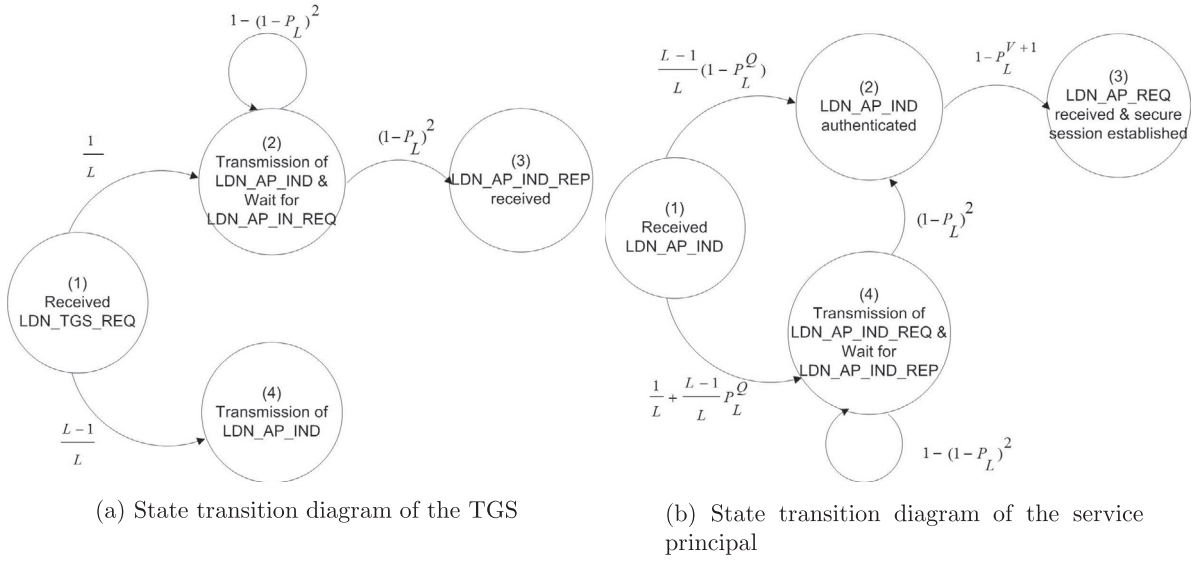 1 − (1 − P_L)^2
1/L
(2)
Transmission of
LDN_AP_IND &
Wait for
LDN_AP_IN_REQ
(1−P_L)^2
(3)
LDN_AP_IND_REP
received
(1)
Received
LDN_TGS_REQ
L−1/L
(4)
Transmission of
LDN_AP_IND
(a) State transition diagram of the TGS
L−1/L (1−P_L^Q)
(2)
LDN_AP_IND
authenticated
1−P_L^{V+1}
(3)
LDN_AP_REQ
received & secure
session established
(1)
Received
LDN_AP_IND
(1−P_L)^2
(4)
Transmission of
LDN_AP_IND_REQ &
Wait for
LDN_AP_IND_REP
1/L + L−1/L P_L^Q
1−(1−P_L)^2
(b) State transition diagram of the service
principal